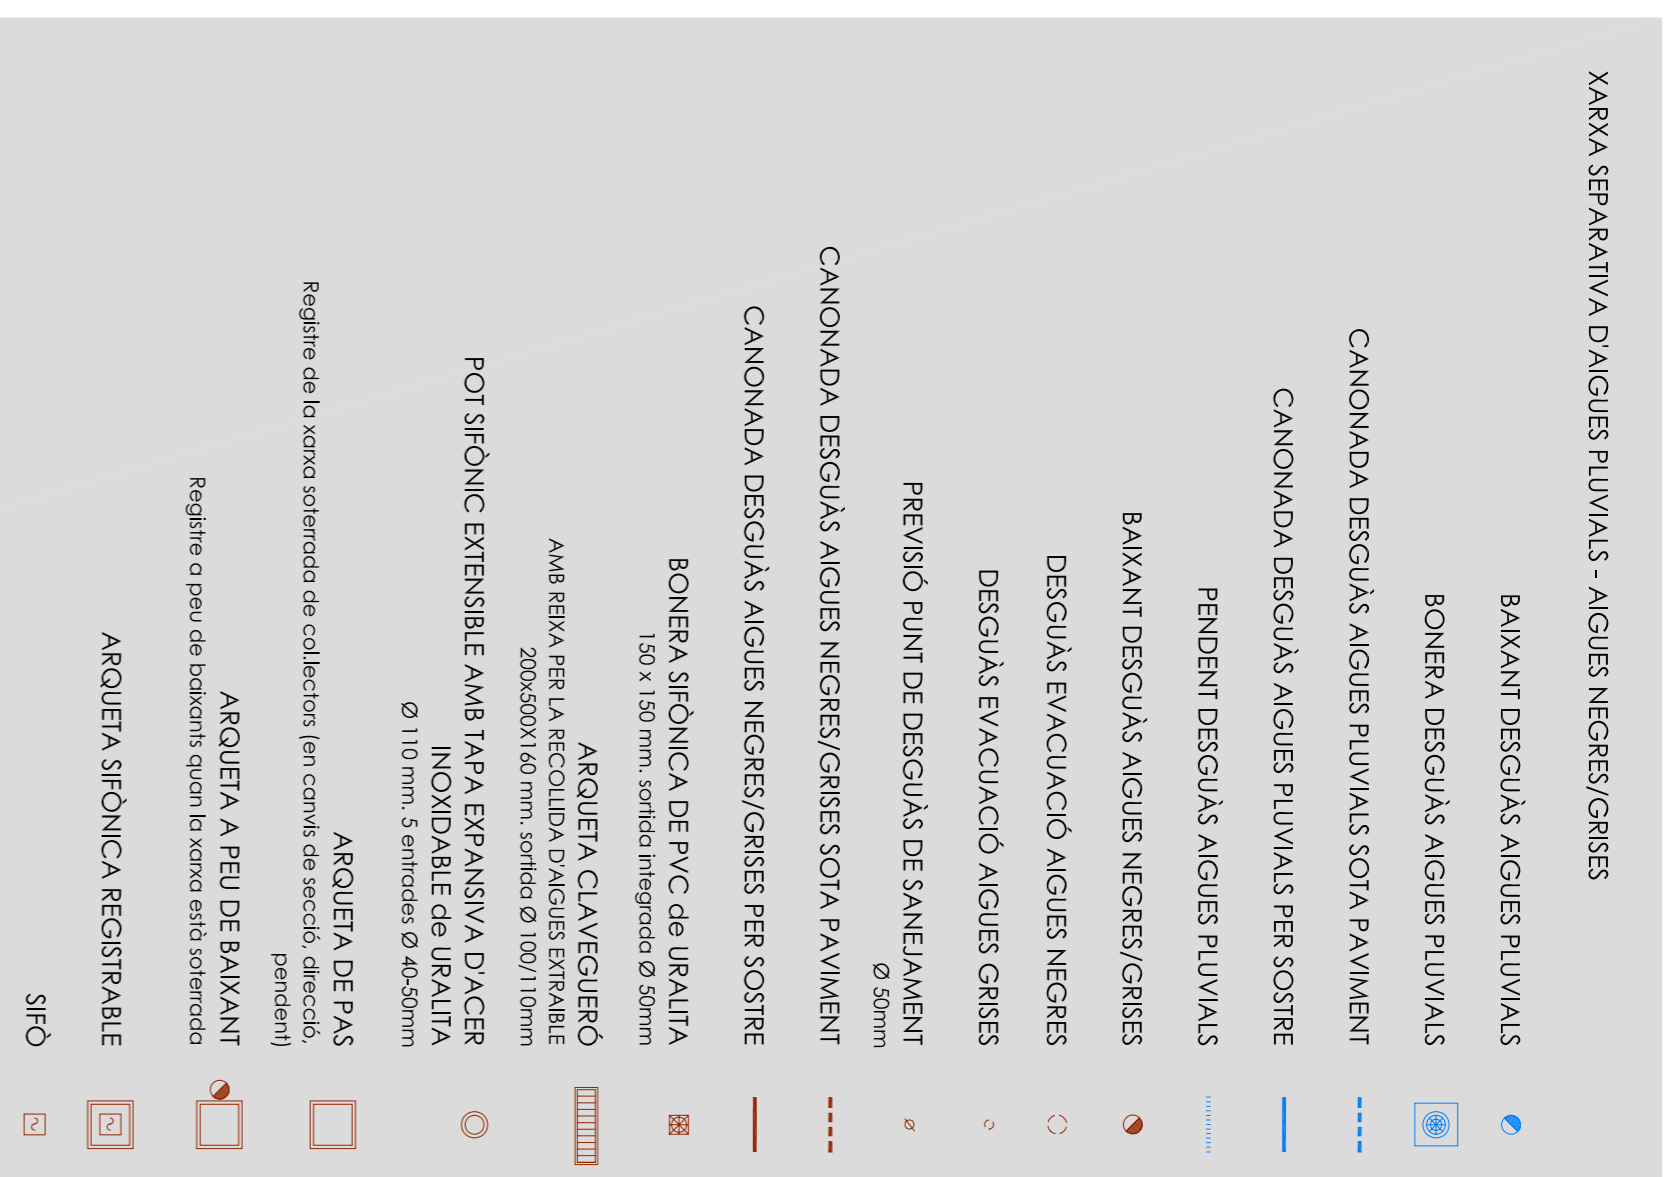 XARXA SEPARATIVA D'AIGUES PLUVIALS - AIGUES NEGRES/GRISES
BAIXANT DESGUÀS AIGUES PLUVIALS
BONERA DESGUÀS AIGUES PLUVIALS
CANONADA DESGUÀS AIGUES PLUVIALS SOTA PAVIMENT
CANONADA DESGUÀS AIGUES PLUVIALS PER SOSTRE
PENDENT DESGUÀS AIGUES PLUVIALS
BAIXANT DESGUÀS AIGUES NEGRES/GRISES
DESGUÀS EVACUACIÓ AIGUES NEGRES
DESGUÀS EVACUACIÓ AIGUES GRISES
PREVISIÓ PUNT DE DESGUÀS DE SANEJAMENT
Ø 50mm
CANONADA DESGUÀS AIGUES NEGRES/GRISES SOTA PAVIMENT
CANONADA DESGUÀS AIGUES NEGRES/GRISES PER SOSTRE
BONERA SIFÒNICA DE PVC de URALITA
150 x 150 mm. sortida integrada Ø 50mm
ARQUETA CLAVEGUERÓ
AMB REIXA PER LA RECOLLIDA D'AIGUES EXTRAIBLE
200x500X160 mm. sortida Ø 100/110mm
POT SIFÒNIC EXTENSIBLE AMB TAPA EXPANSIVA D'ACER
INOXIDABLE de URALITA
Ø 110 mm. 5 entrades Ø 40-50mm
ARQUETA DE PAS
Registre de la xarxa soterrada de col.lectors (en canvis de secció, direcció,
pendent)
ARQUETA A PEU DE BAIXANT
Registre a peu de baixants quan la xarxa està soterrada
ARQUETA SIFÒNICA REGISTRABLE
SIFÒ